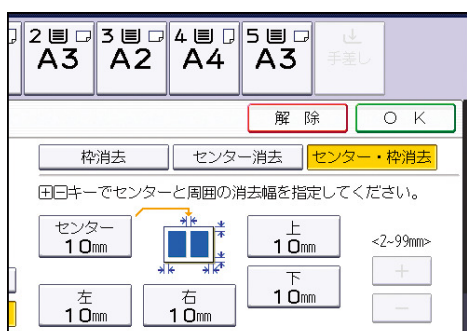 2 3 4 5
A3 A2 A4 A3 手差し
解 除 O K
枠消去 センター消去 センター・枠消去
+-キーでセンターと周囲の消去幅を指定してください。
センター 10mm
上 10mm
<2~99mm>
+
下 10mm
左 10mm
右 10mm
-